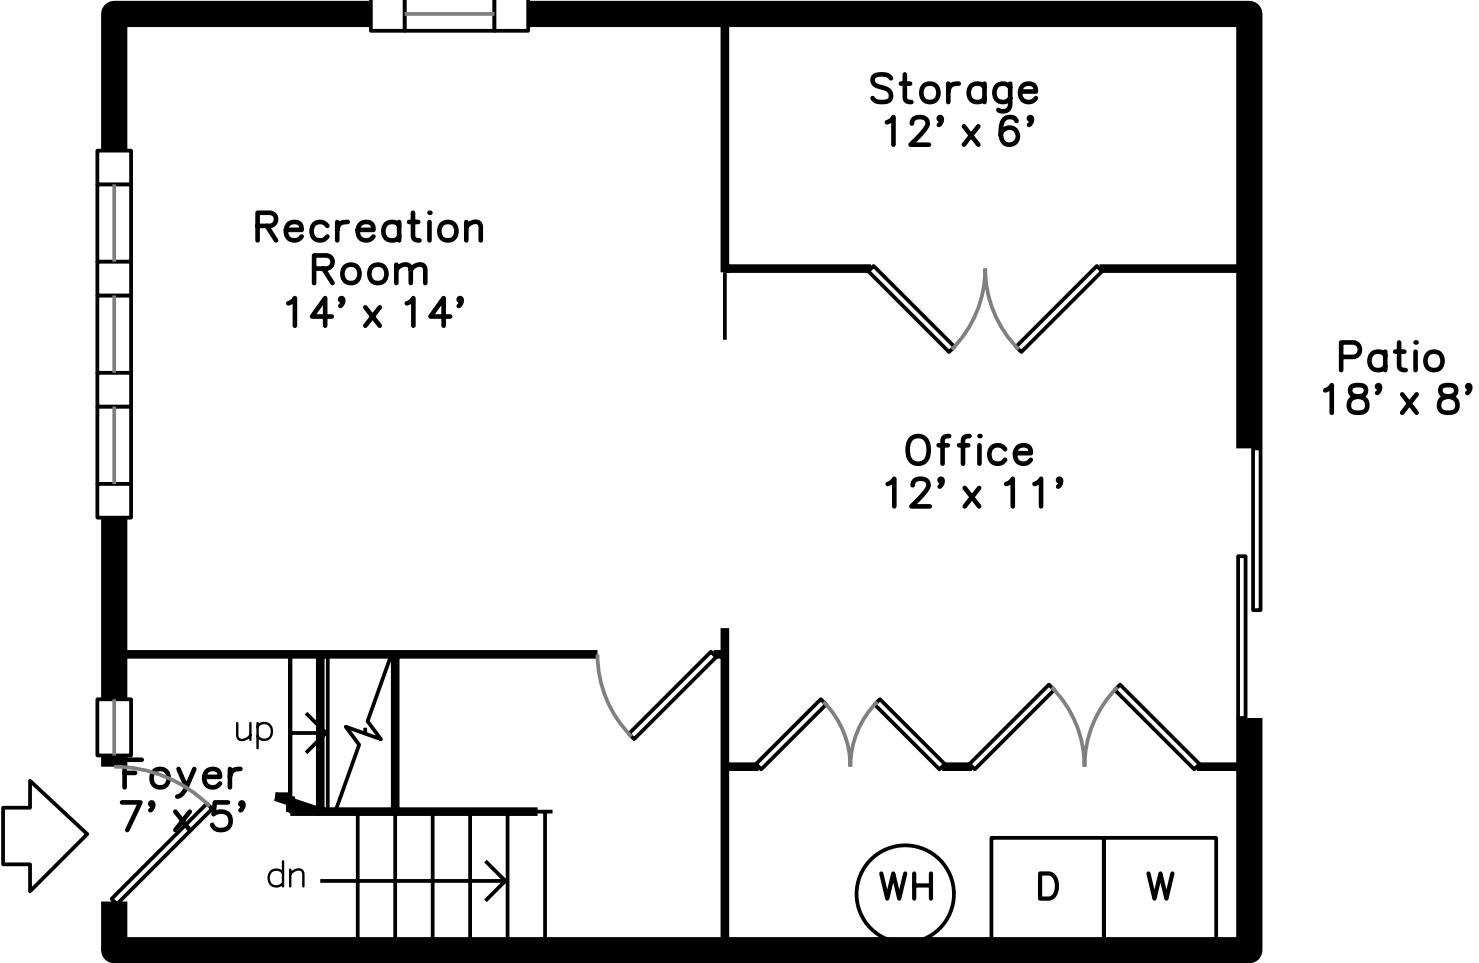 Storage
12' x 6'
Recreation
Room
14' x 14'
Patio
18' x 8'
Office
12' x 11'
up
Foyer
7' x 5'
dn
WH
D
W